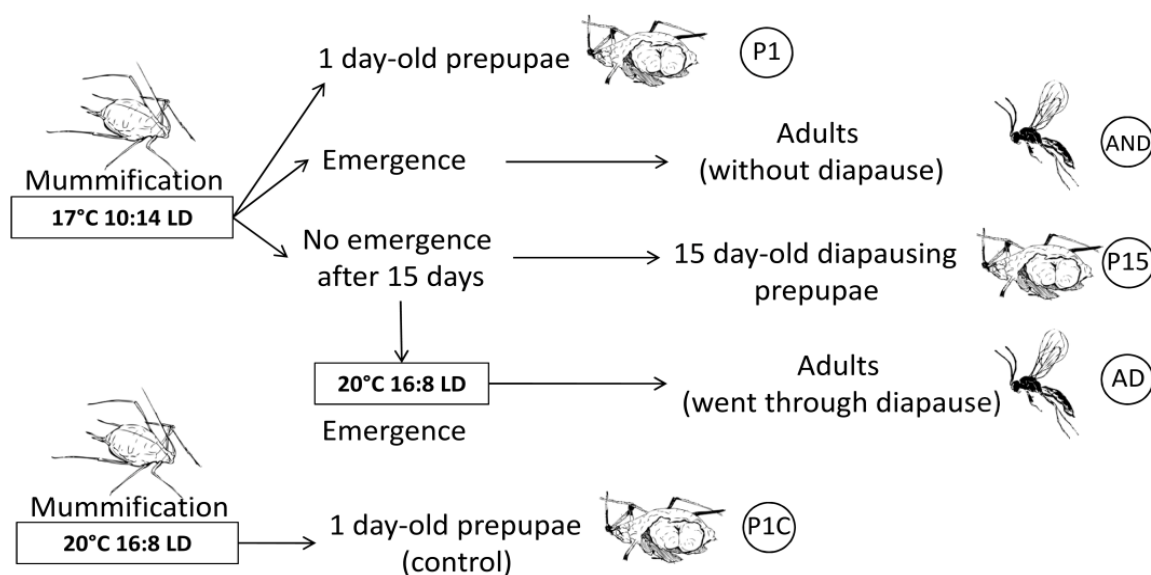 1 day-old prepupae
P1
Mummification
17°C 10:14 LD
Emergence
Adults
(without diapause)
AND
No emergence
after 15 days
15 day-old diapausing
prepupae
P15
20°C 16:8 LD
Emergence
Adults
(went through diapause)
AD
Mummification
20°C 16:8 LD
1 day-old prepupae
(control)
P1C